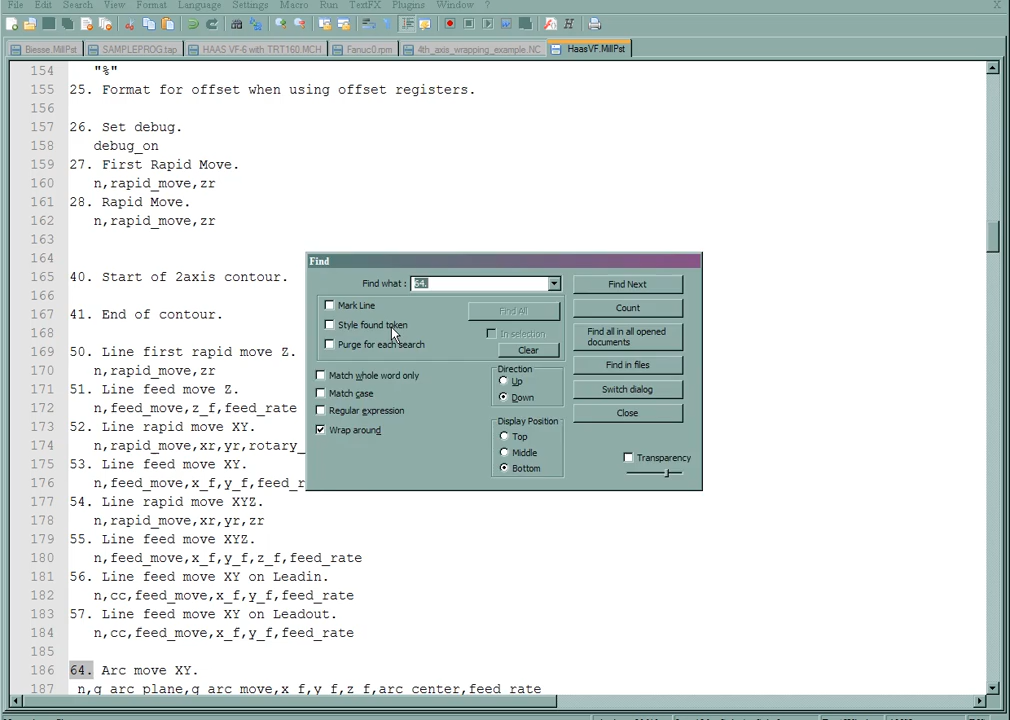 File Edit Search View Format Language Settings Macro Run TextFX Plugins Window ? X
Biesse.MillPst SAMPLEPROG.tap HAAS VF-6 with TRT160.MCH Fanuc0.rpm 4th_axis_wrapping_example.NC HaasVF.MillPst
154 "%"
155 25. Format for offset when using offset registers.
156
157 26. Set debug.
158 debug_on
159 27. First Rapid Move.
160 n,rapid_move,zr
161 28. Rapid Move.
162 n,rapid_move,zr
163
164
165 40. Start of 2axis contour.
166
167 41. End of contour.
168
169 50. Line first rapid move Z.
170 n,rapid_move,zr
171 51. Line feed move Z.
172 n,feed_move,z_f,feed_rate
173 52. Line rapid move XY.
174 n,rapid_move,xr,yr,rotary_
175 53. Line feed move XY.
176 n,feed_move,x_f,y_f,feed_r
177 54. Line rapid move XYZ.
178 n,rapid_move,xr,yr,zr
179 55. Line feed move XYZ.
180 n,feed_move,x_f,y_f,z_f,feed_rate
181 56. Line feed move XY on Leadin.
182 n,cc,feed_move,x_f,y_f,feed_rate
183 57. Line feed move XY on Leadout.
184 n,cc,feed_move,x_f,y_f,feed_rate
185
186 64. Arc move XY.
187 n,g_arc_plane,g_arc_move,x_f,y_f,z_f,arc_center,feed_rate
Find
Find what : 64. Find Next
Mark Line Find All Count
Style found token In selection Find all in all opened documents
Purge for each search Clear
Find in files
Match whole word only Direction
Up
Switch dialog
Match case Down
Regular expression Close
Wrap around Display Position
Top
Middle Transparency
Bottom